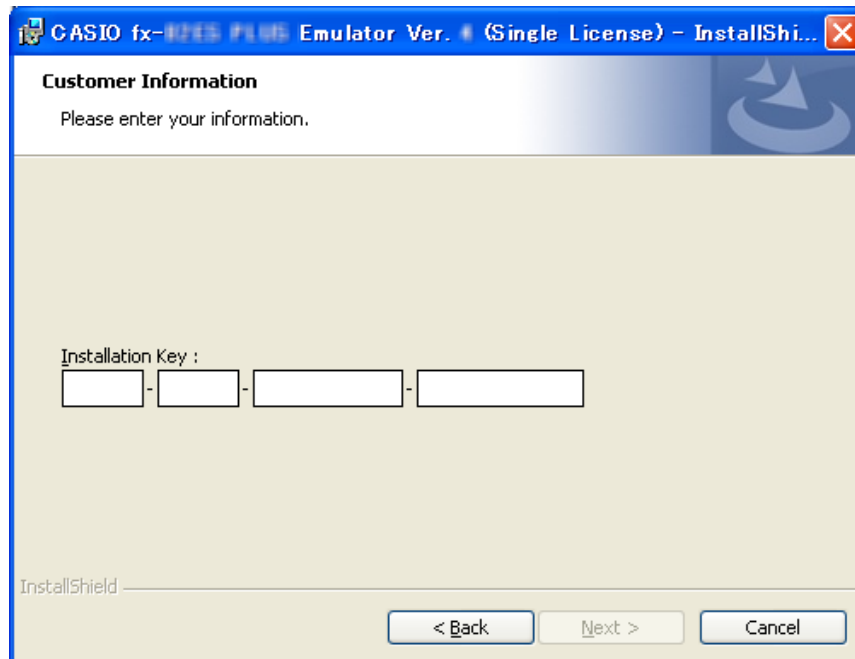 CASIO fx- Emulator Ver. (Single License) - InstallShi...
Customer Information
Please enter your information.
Installation Key :
- - -
InstallShield
< Back
Next >
Cancel